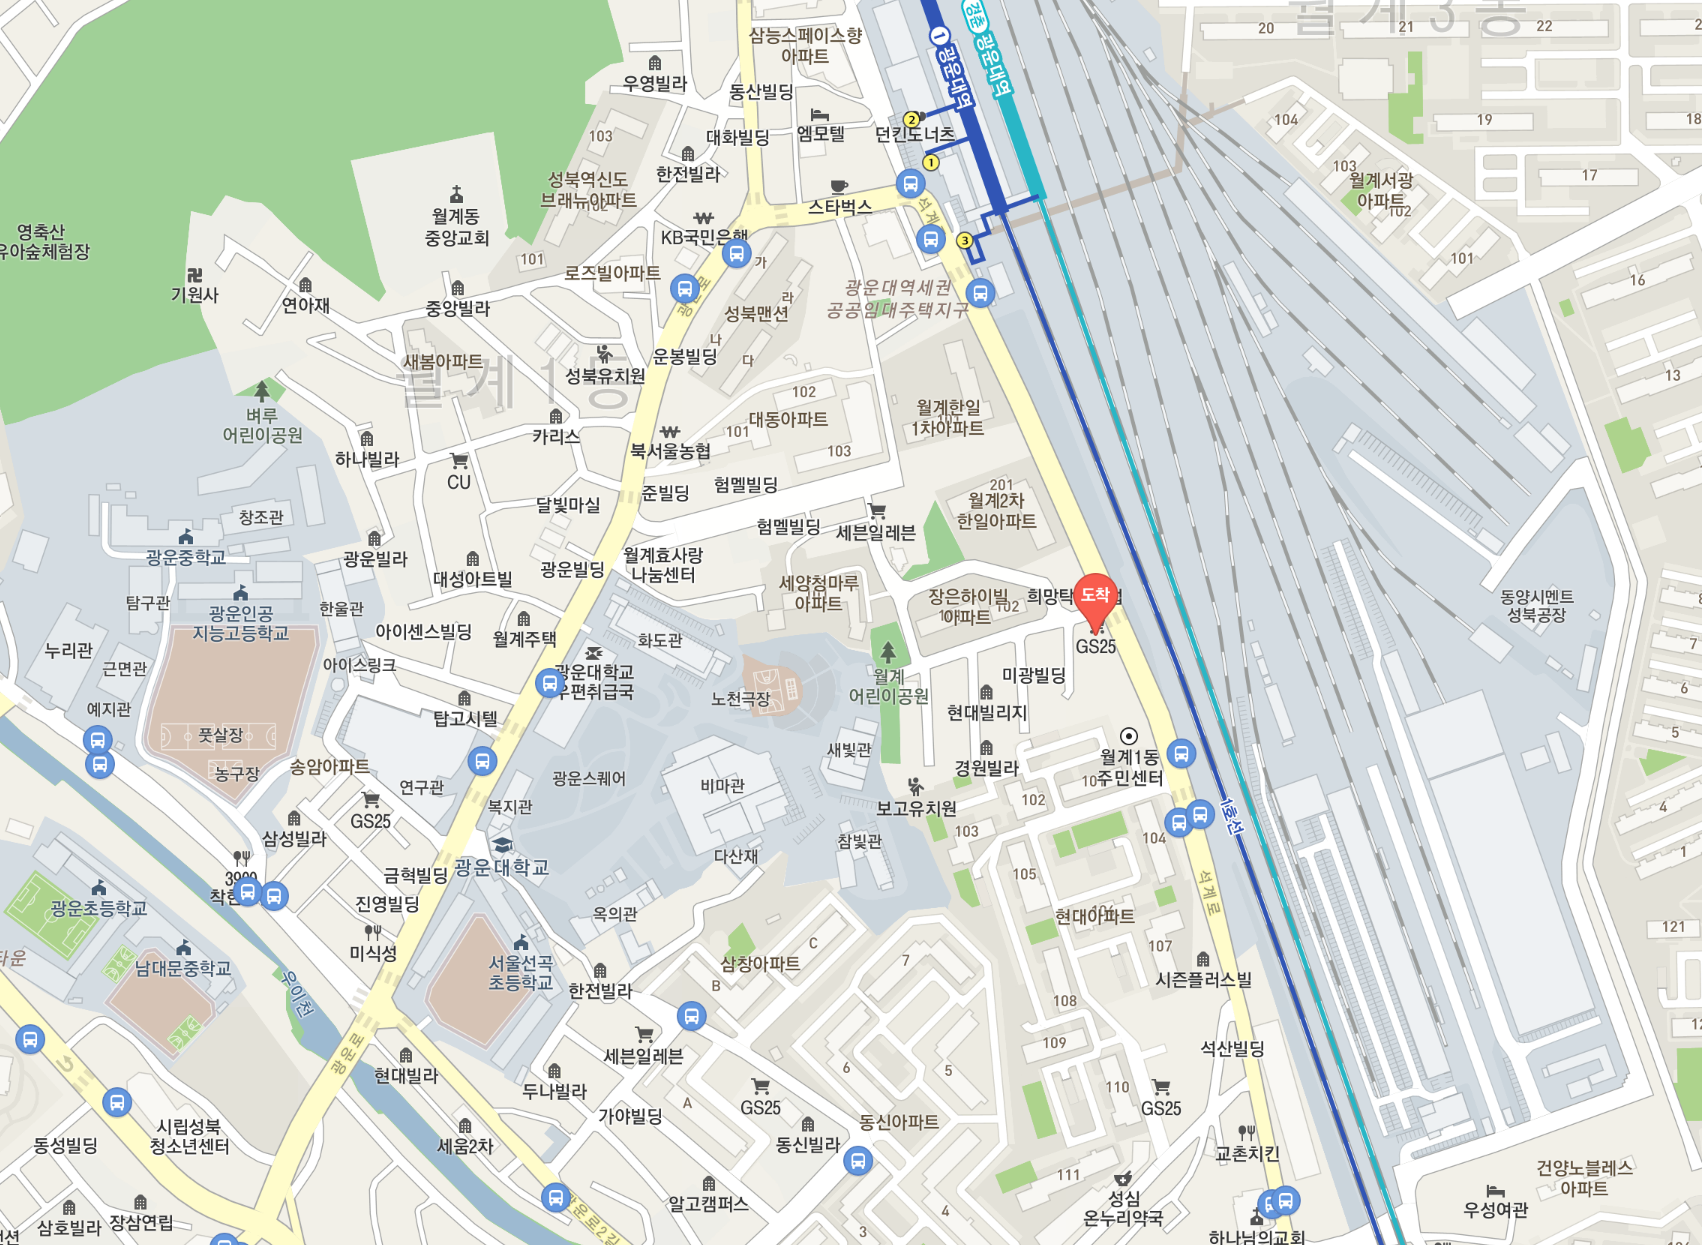 월계3동
20
21
22
삼능스페이스향
아파트
1 광운대역
경춘 광운대역
우영빌라
동산빌딩
103
대화빌딩
엠모텔
2
던킨도너츠
104
19
18
1
한전빌라
성북역신도
브래뉴아파트
102
스타벅스
103
월계서광
아파트
102
17
월계동
중앙교회
영축산
유아숲체험장
KB국민은행
석계
3
101
101
로즈빌아파트
가
기원사
연아재
중앙빌라
광운로
라
성북맨션
광운대역세권
공공임대주택지구
16
나
다
새봄아파트
월계1동
성북유치원
운봉빌딩
13
102
대동아파트
101
103
월계한일
1차아파트
101
벼루
어린이공원
카리스
북서울농협
하나빌라
CU
달빛마실
준빌딩
험멜빌딩
201
월계2차
한일아파트
창조관
광운중학교
광운빌라
험멜빌딩
세븐일레븐
대성아트빌
광운빌딩
월계효사랑
나눔센터
세양청마루
아파트
장은하이빌
아파트
102
도착
GS25
동양시멘트
성북공장
8
탐구관
광운인공
지능고등학교
한울관
아이센스빌딩
월계주택
화도관
7
누리관
근면관
아이스링크
광운대학교
우편취급국
노천극장
월계
어린이공원
미광빌딩
6
예지관
탑고시텔
현대빌리지
풋살장
농구장
송암아파트
새빛관
월계1동
주민센터
경원빌라
5
연구관
광운스퀘어
비마관
102
GS25
복지관
보고유치원
1호선
4
삼성빌라
103
104
참빛관
1
다산재
광운대학교
금혁빌딩
105
3900
광운초등학교
진영빌딩
옥의관
석계로
현대아파트
107
121
미식성
남대문중학교
서울선곡
초등학교
한전빌라
C
삼창아파트
B
7
시즌플러스빌
우이천
108
세븐일레븐
109
석산빌딩
6
5
광운로
현대빌라
두나빌라
110
GS25
A
GS25
가야빌딩
동신빌라
동신아파트
시립성북
청소년센터
동성빌딩
세움2차
교촌치킨
111
건양노블레스
아파트
알고캠퍼스
성심
온누리약국
우성여관
삼호빌라
장삼연립
광운로2길
4
3
하나님의교회